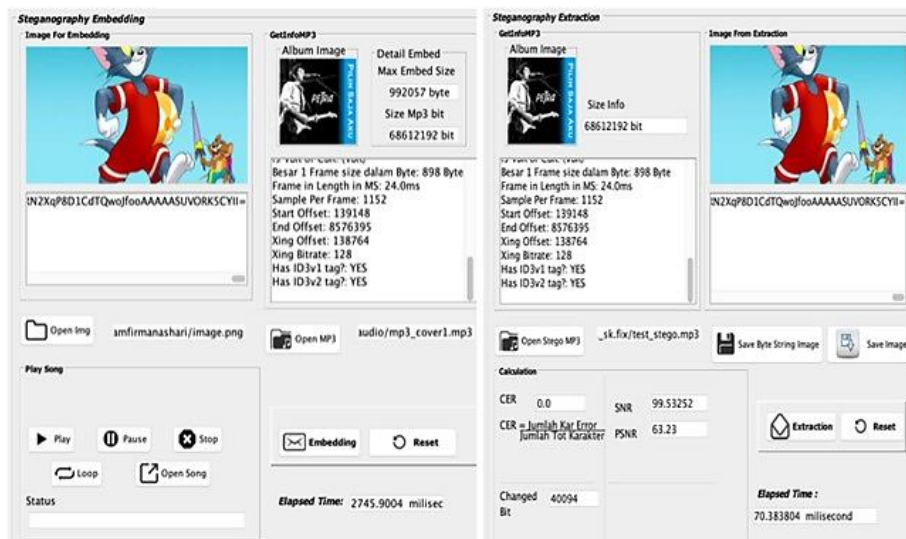 Steganography Embedding
Image For Embedding
GetInfoMP3
Album Image
PETRA
PILIH SAJA AKU
Detail Embed
Max Embed Size
992057 byte
Size Mp3 bit
68612192 bit
Besar 1 Frame size dalam Byte: 898 Byte
Frame in Length in MS: 24.0ms
Sample Per Frame: 1152
Start Offset: 139148
End Offset: 8576395
Xing Offset: 138764
Xing Bitrate: 128
Has ID3v1 tag?: YES
Has ID3v2 tag?: YES
Open Img
amfirmanashari/image.png
Open MP3
audio/mp3_cover1.mp3
Play Song
Play
Pause
Stop
Loop
Open Song
Status
Embedding
Reset
Elapsed Time: 2745.9004 milisec
Steganography Extraction
GetInfoMP3
Album Image
PILIH SAJA AKU
Size Info
68612192 bit
Image From Extraction
Besar 1 Frame size dalam Byte: 898 Byte
Frame in Length in MS: 24.0ms
Sample Per Frame: 1152
Start Offset: 139148
End Offset: 8576395
Xing Offset: 138764
Xing Bitrate: 128
Has ID3v1 tag?: YES
Has ID3v2 tag?: YES
Open Stego MP3
_sk.fix/test_stego.mp3
Save Byte String Image
Save Image
Calculation
CER 0.0
CER = Jumlah Kar Error
Jumlah Tot Karakter
SNR 99.53252
PSNR 63.23
Changed Bit 40094
Extraction
Reset
Elapsed Time :
70.383804 milisecond